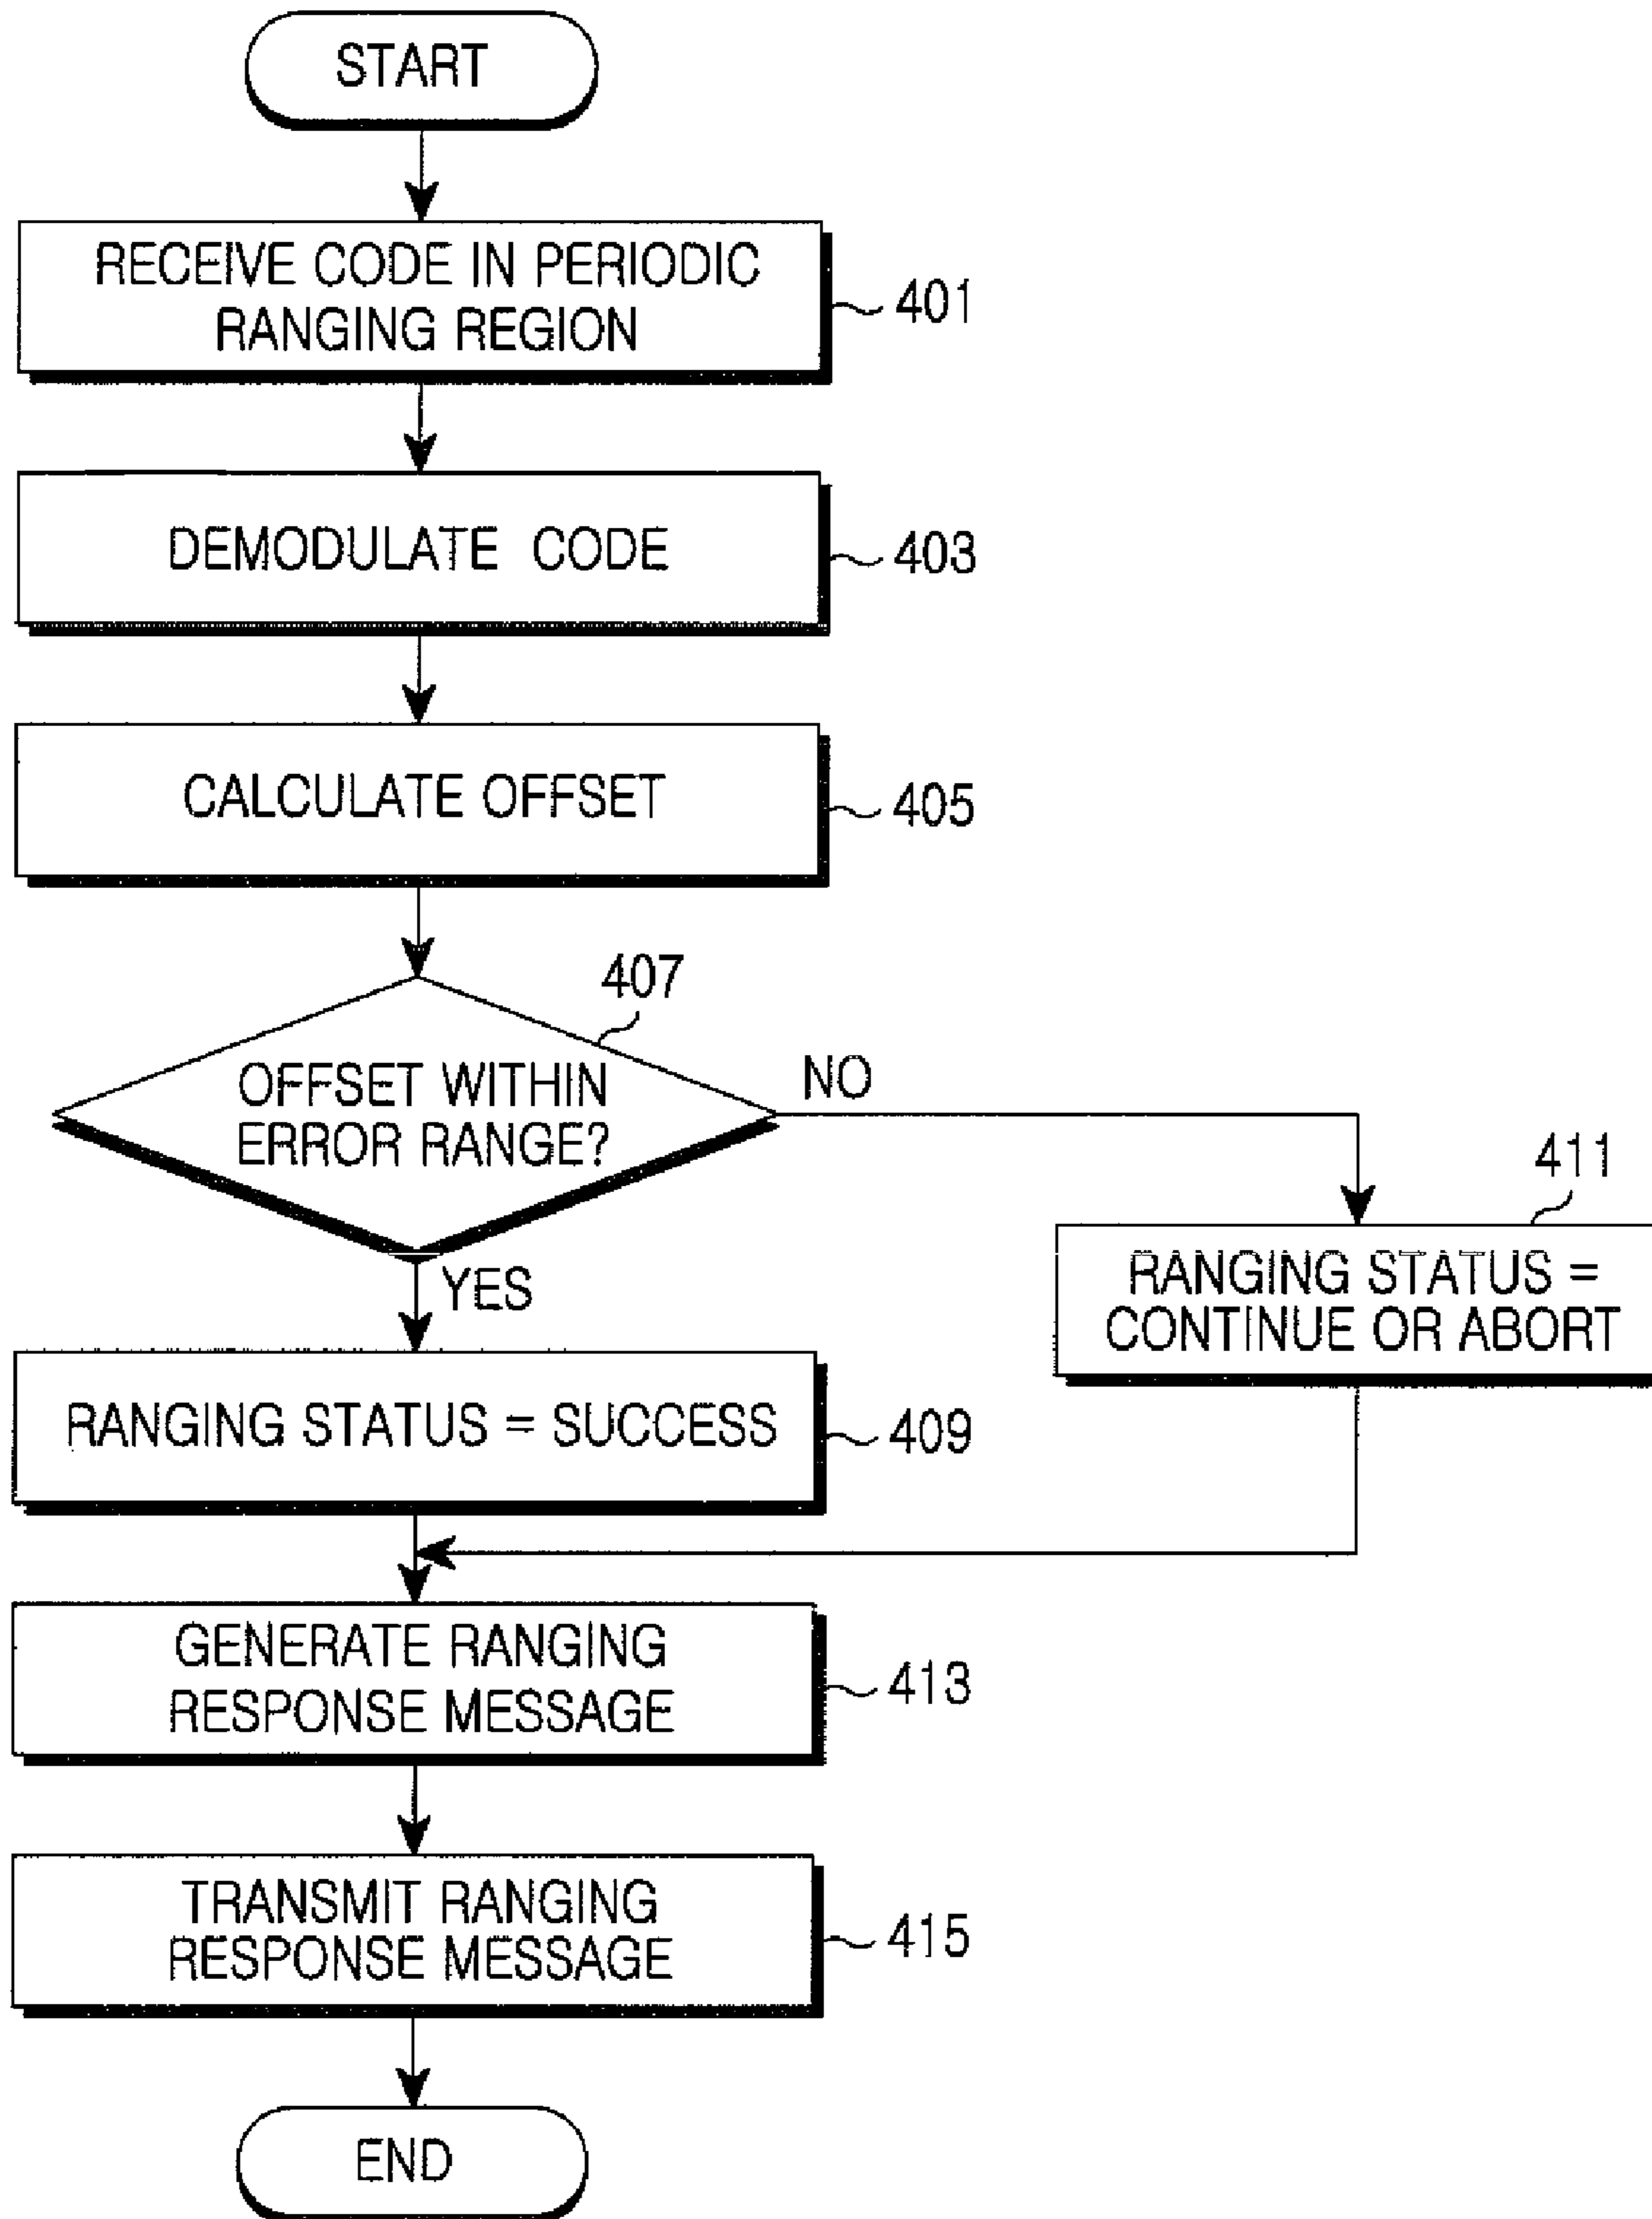 START
RECEIVE CODE IN PERIODIC
RANGING REGION
401
DEMODULATE CODE
403
CALCULATE OFFSET
405
407
OFFSET WITHIN
ERROR RANGE?
NO
YES
411
RANGING STATUS =
CONTINUE OR ABORT
RANGING STATUS = SUCCESS
409
GENERATE RANGING
RESPONSE MESSAGE
413
TRANSMIT RANGING
RESPONSE MESSAGE
415
END